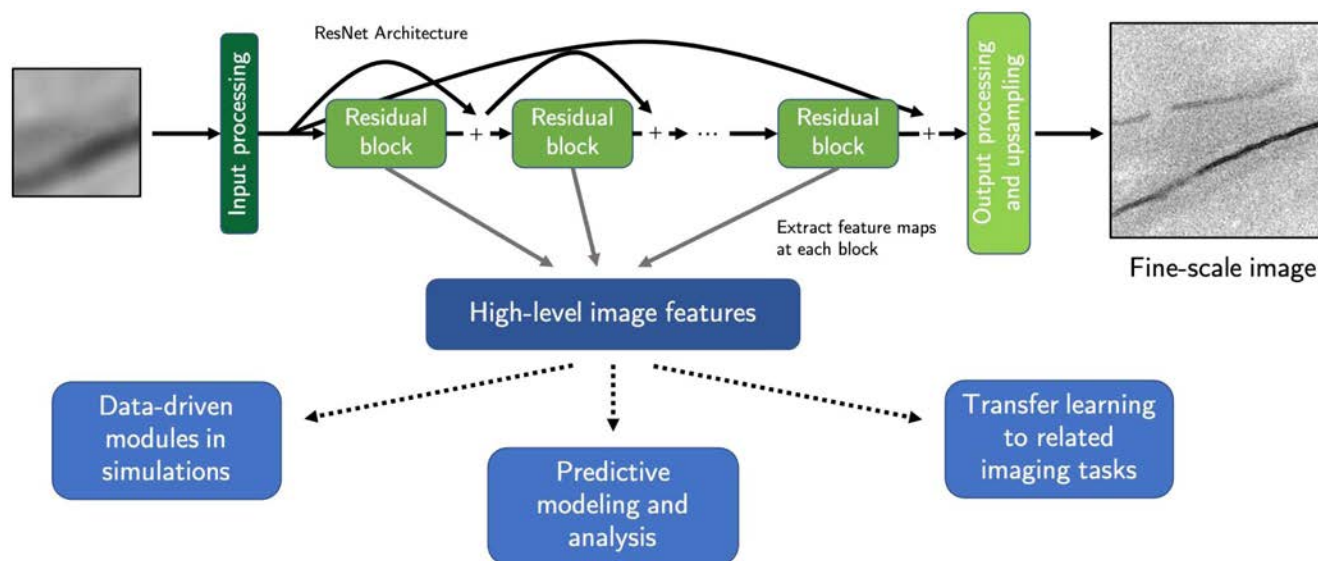 ResNet Architecture
Input processing
Residual
block
+
Residual
block
+
...
Residual
block
+
Output processing
and upsampling
Fine-scale image
Extract feature maps
at each block
High-level image features
Data-driven
modules in
simulations
Predictive
modeling and
analysis
Transfer learning
to related
imaging tasks